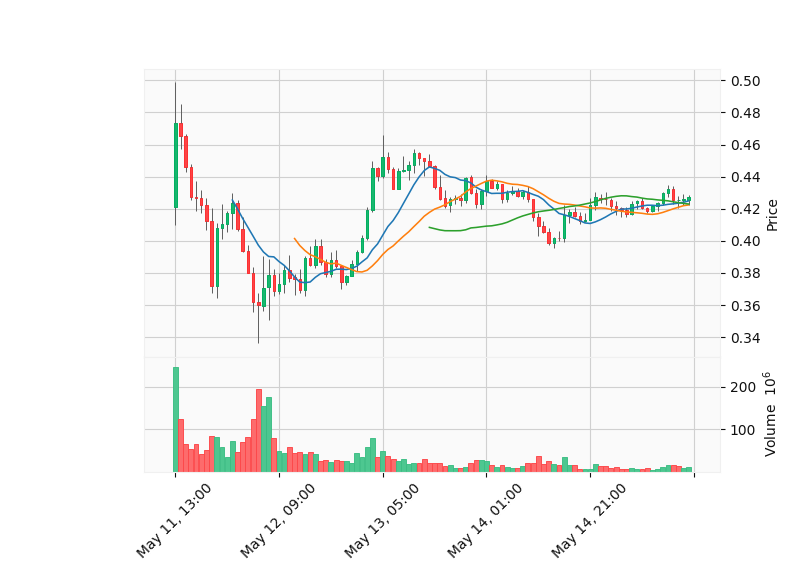 0.50
0.48
0.46
0.44
0.42
0.40
0.38
0.36
0.34
Price
200
100
Volume 10^6
May 11, 13:00
May 12, 09:00
May 13, 05:00
May 14, 01:00
May 14, 21:00